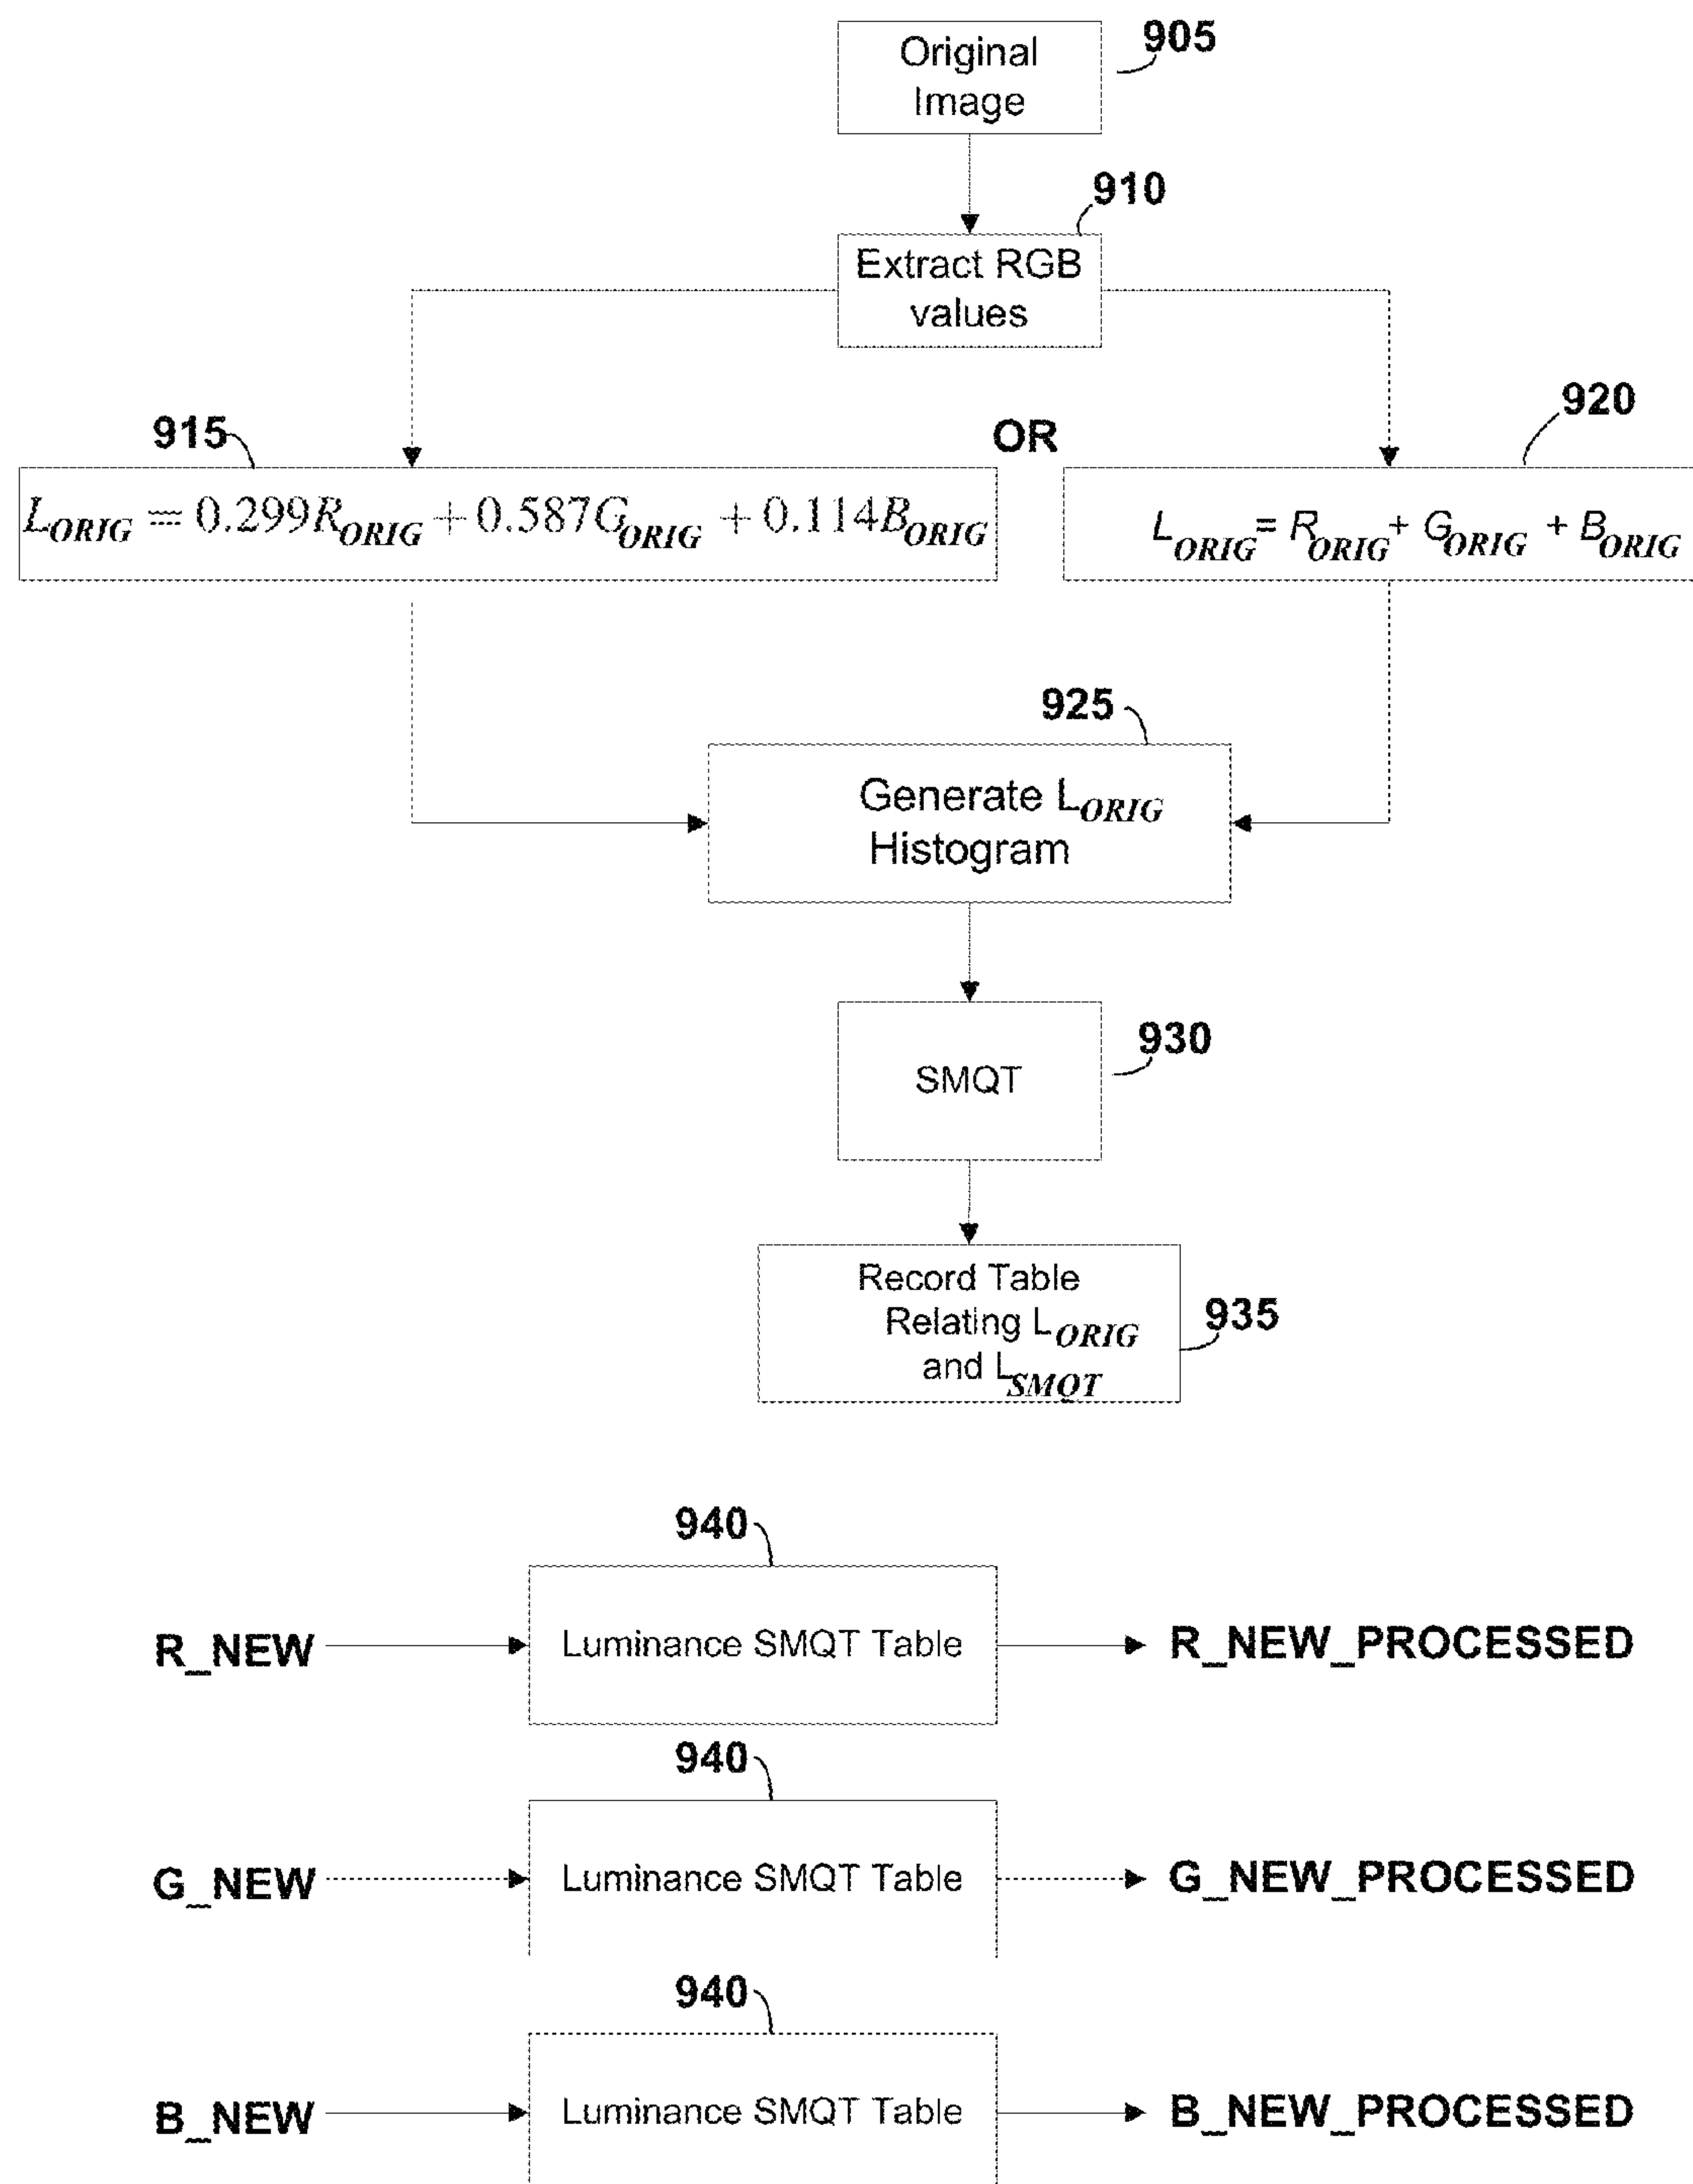 Original
Image
905
910
Extract RGB
values
915
OR
920
L_ORIG = 0.299R_ORIG + 0.587G_ORIG + 0.114B_ORIG
L_ORIG = R_ORIG + G_ORIG + B_ORIG
925
Generate L_ORIG
Histogram
SMQT
930
Record Table
Relating L_ORIG
and L_SMQT
935
940
R_NEW
Luminance SMQT Table
R_NEW_PROCESSED
940
G_NEW
Luminance SMQT Table
G_NEW_PROCESSED
940
B_NEW
Luminance SMQT Table
B_NEW_PROCESSED